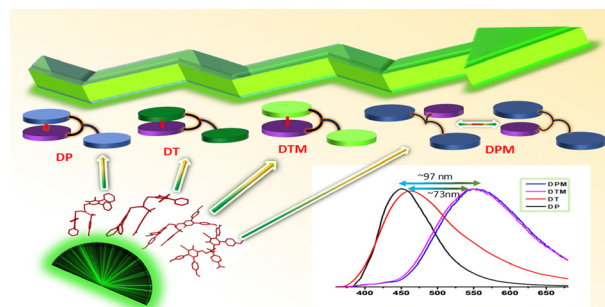 DP
DT
DTM
DPM
~97 nm
~73nm
DPM
DTM
DT
DP
400 450 500 550 600 650